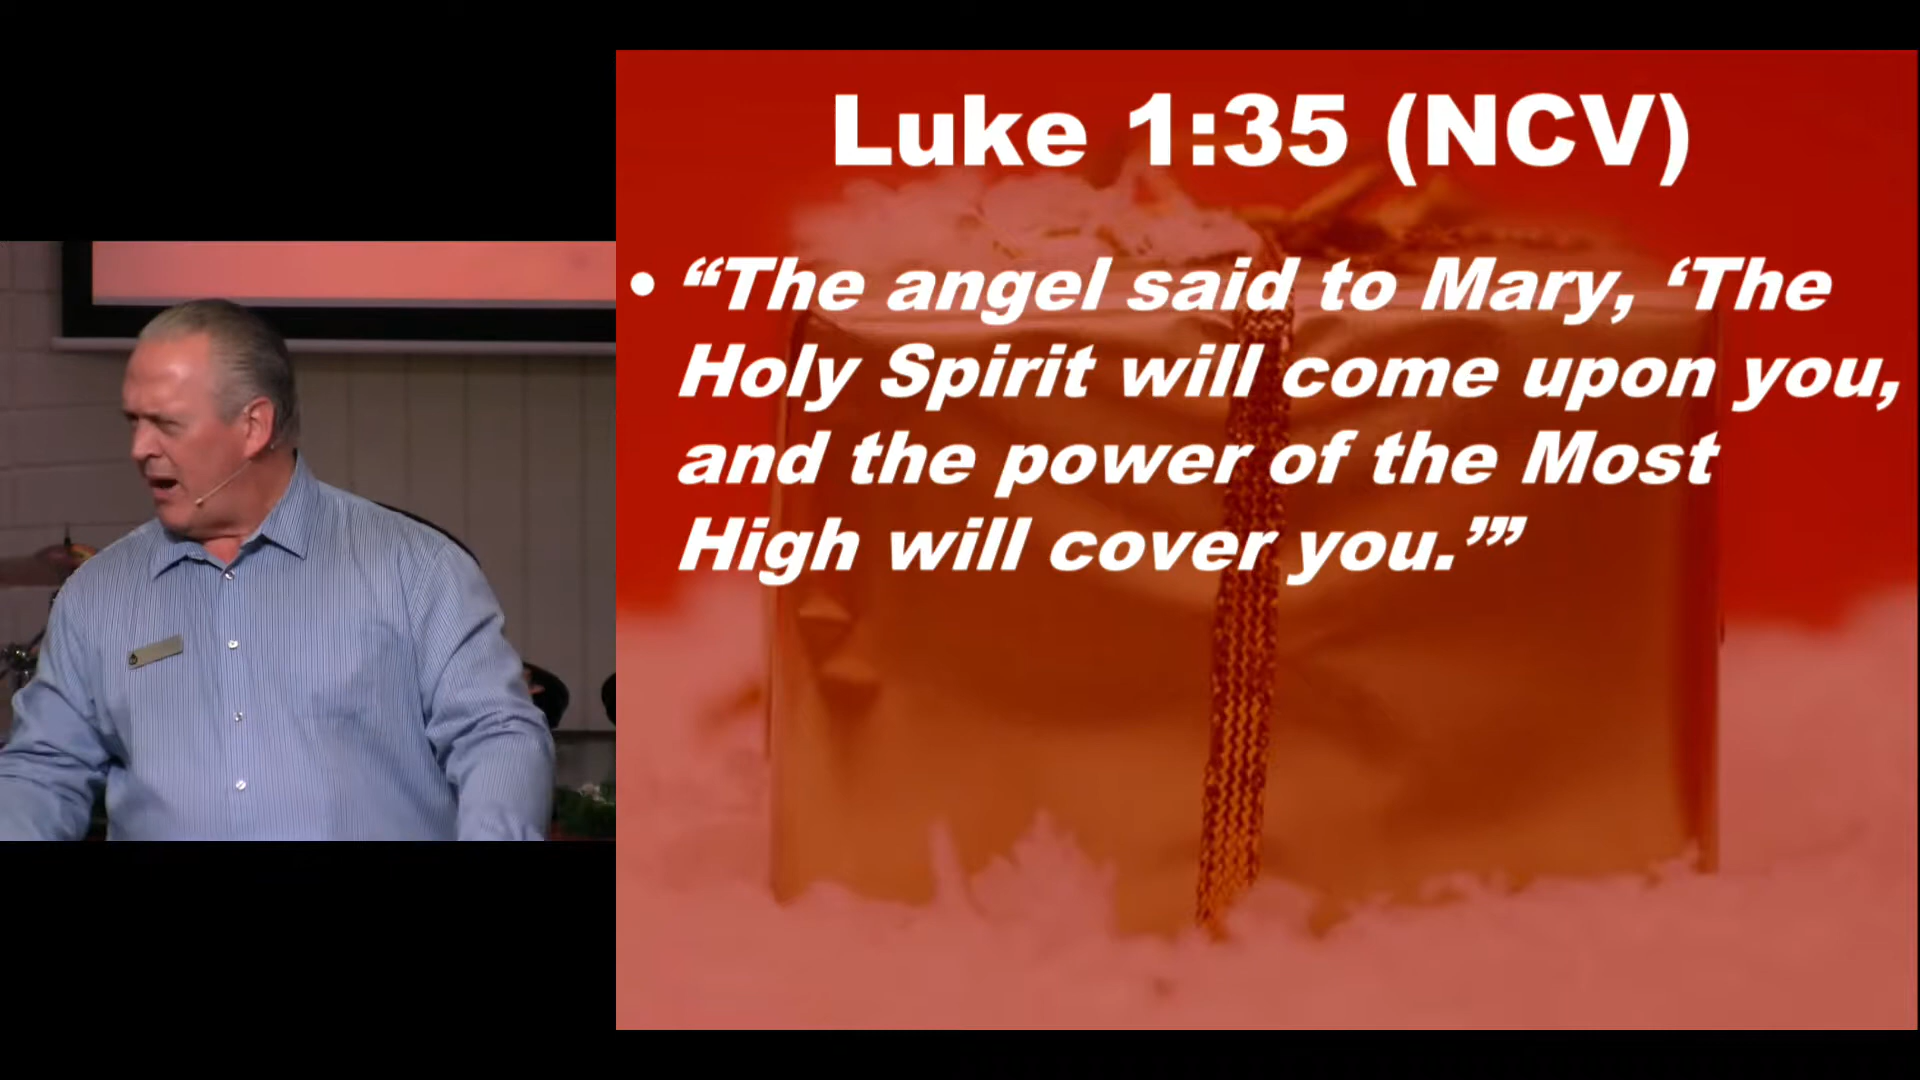 Luke 1:35 (NCV)
• “The angel said to Mary, ‘The
Holy Spirit will come upon you,
and the power of the Most
High will cover you.’”